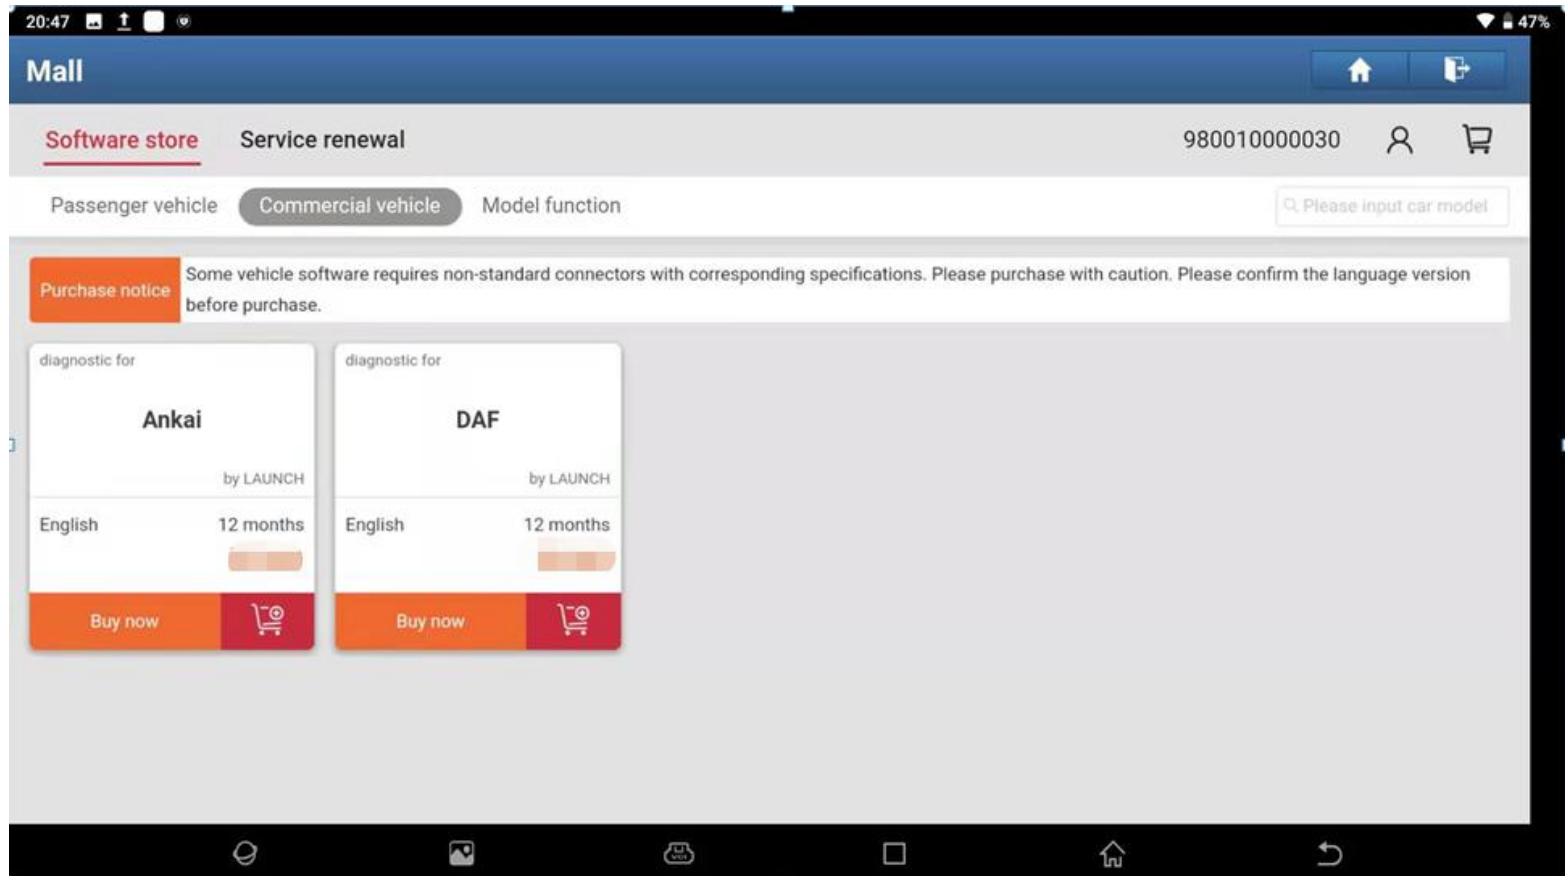 20:47 47%
Mall
Software store Service renewal 980010000030
Passenger vehicle Commercial vehicle Model function Please input car model
Purchase notice
Some vehicle software requires non-standard connectors with corresponding specifications. Please purchase with caution. Please confirm the language version
before purchase.
diagnostic for
Ankai
by LAUNCH
English 12 months
Buy now
diagnostic for
DAF
by LAUNCH
English 12 months
Buy now
VCI